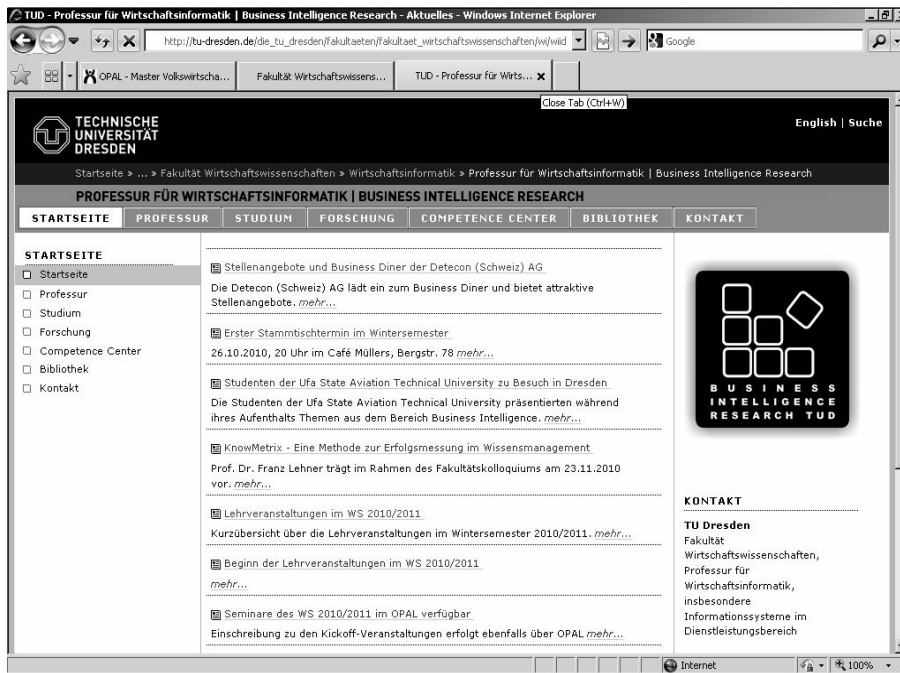 TUD - Professur für Wirtschaftsinformatik | Business Intelligence Research - Aktuelles - Windows Internet Explorer
http://tu-dresden.de/die_tu_dresden/fakultaeten/fakultaet_wirtschaftswissenschaften/wi/wiid
Google
OPAL - Master Volkswirtscha...
Fakultät Wirtschaftswissens...
TUD - Professur für Wirts...
Close Tab (Ctrl+W)
TECHNISCHE
UNIVERSITÄT
DRESDEN
English | Suche
Startseite » ... » Fakultät Wirtschaftswissenschaften » Wirtschaftsinformatik » Professur für Wirtschaftsinformatik | Business Intelligence Research
PROFESSUR FÜR WIRTSCHAFTSINFORMATIK | BUSINESS INTELLIGENCE RESEARCH
STARTSEITE PROFESSUR STUDIUM FORSCHUNG COMPETENCE CENTER BIBLIOTHEK KONTAKT
STARTSEITE
Startseite
Professur
Studium
Forschung
Competence Center
Bibliothek
Kontakt
Stellenangebote und Business Diner der Detecon (Schweiz) AG
Die Detecon (Schweiz) AG lädt ein zum Business Diner und bietet attraktive
Stellenangebote. mehr...
Erster Stammtischtermin im Wintersemester
26.10.2010, 20 Uhr im Café Müllers, Bergstr. 78 mehr...
Studenten der Ufa State Aviation Technical University zu Besuch in Dresden
Die Studenten der Ufa State Aviation Technical University präsentierten während
ihres Aufenthalts Themen aus dem Bereich Business Intelligence. mehr...
KnowMetrix - Eine Methode zur Erfolgsmessung im Wissensmanagement
Prof. Dr. Franz Lehner trägt im Rahmen des Fakultätskolloquiums am 23.11.2010
vor. mehr...
Lehrveranstaltungen im WS 2010/2011
Kurzübersicht über die Lehrveranstaltungen im Wintersemester 2010/2011. mehr...
Beginn der Lehrveranstaltungen im WS 2010/2011
mehr...
Seminare des WS 2010/2011 im OPAL verfügbar
Einschreibung zu den Kickoff-Veranstaltungen erfolgt ebenfalls über OPAL mehr...
BUSINESS
INTELLIGENCE
RESEARCH TUD
KONTAKT
TU Dresden
Fakultät
Wirtschaftswissenschaften,
Professur für
Wirtschaftsinformatik,
insbesondere
Informationssysteme im
Dienstleistungsbereich
Internet
100%